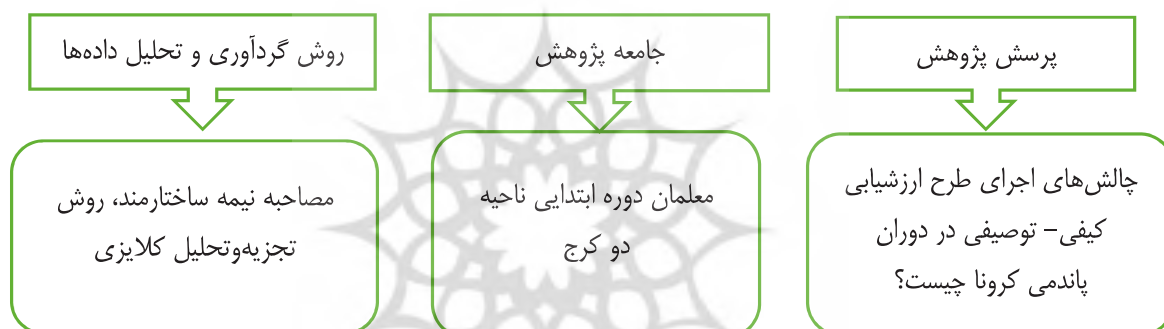 پرسش پژوهش
چالش‌های اجرای طرح ارزشیابی
کیفی- توصیفی در دوران
پاندمی کرونا چیست؟
جامعه پژوهش
معلمان دوره ابتدایی ناحیه
دو کرج
روش گردآوری و تحلیل داده‌ها
مصاحبه نیمه ساختارمند، روش
تجزیه‌وتحلیل کلایزی